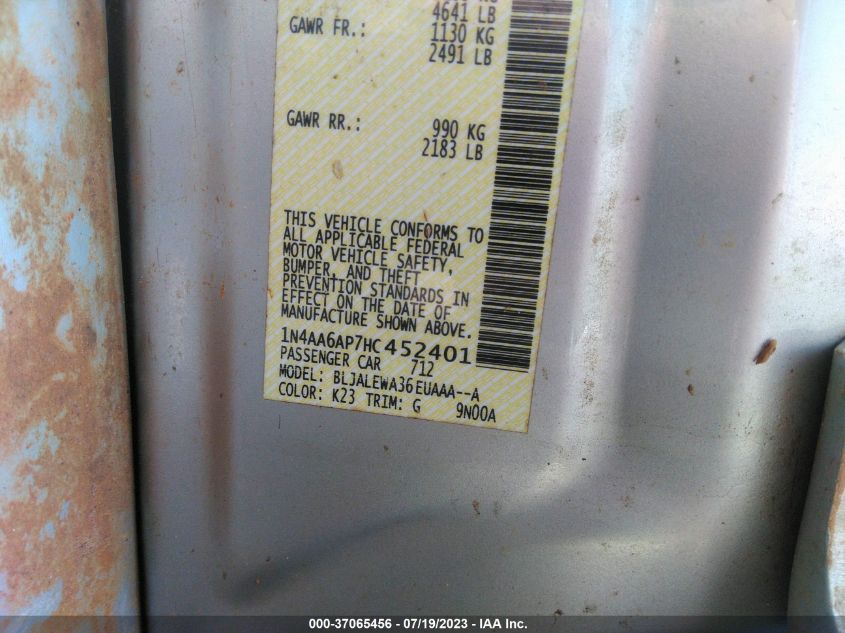 4641 LB
GAWR FR.: 1130 KG
2491 LB
GAWR RR.: 990 KG
2183 LB
THIS VEHICLE CONFORMS TO
ALL APPLICABLE FEDERAL
MOTOR VEHICLE SAFETY,
BUMPER, AND THEFT
PREVENTION STANDARDS IN
EFFECT ON THE DATE OF
MANUFACTURE SHOWN ABOVE.
1N4AA6AP7HC452401
PASSENGER CAR 712
MODEL: BLJALEWA36EUAAA--A
COLOR: K23 TRIM: G 9N00A
000-37065456 - 07/19/2023 - IAA Inc.